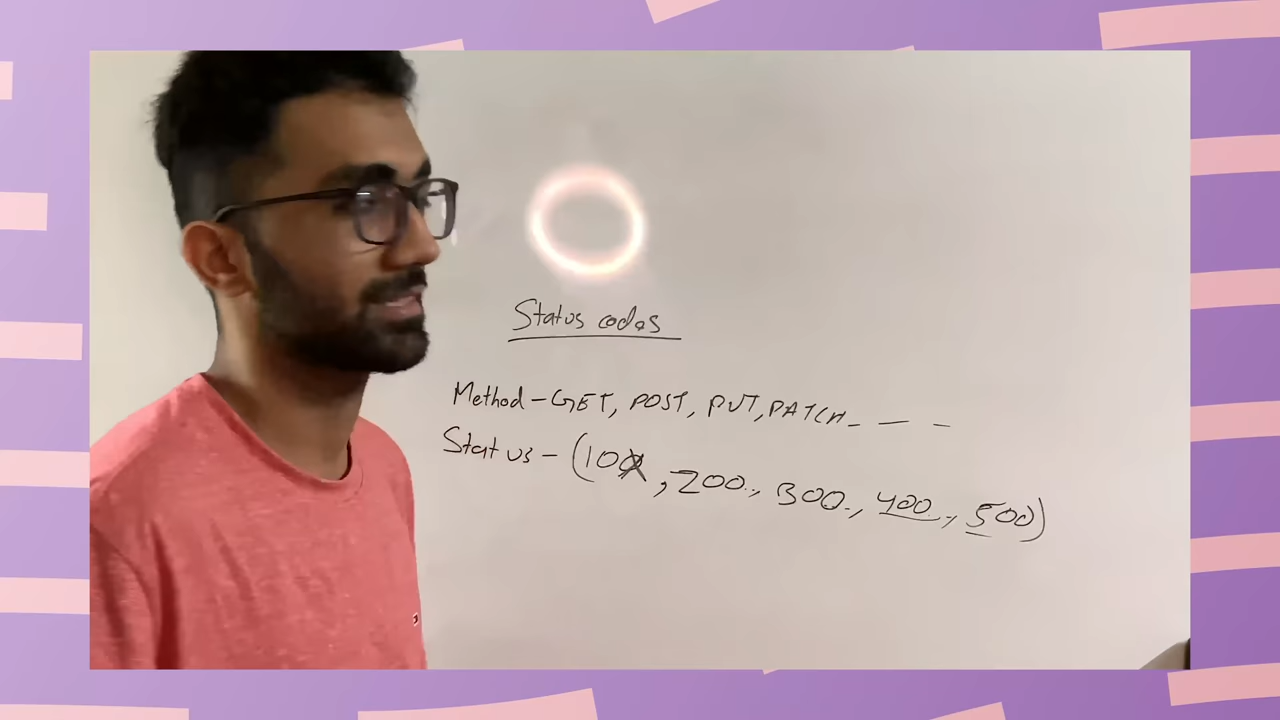 Status codes
Method - GET, POST, PUT, PATCH - - -
Status - (100, 200.., 300.., 400.., 500)